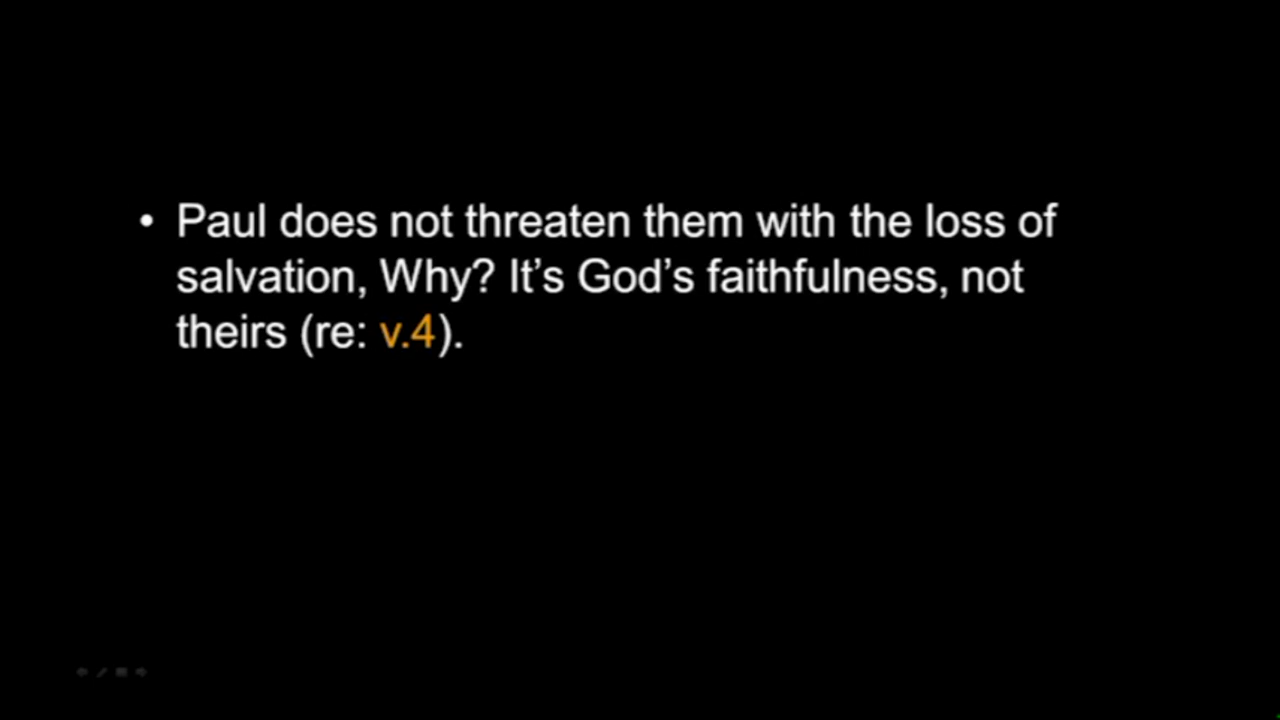 • Paul does not threaten them with the loss of
salvation, Why? It’s God’s faithfulness, not
theirs (re: v.4).